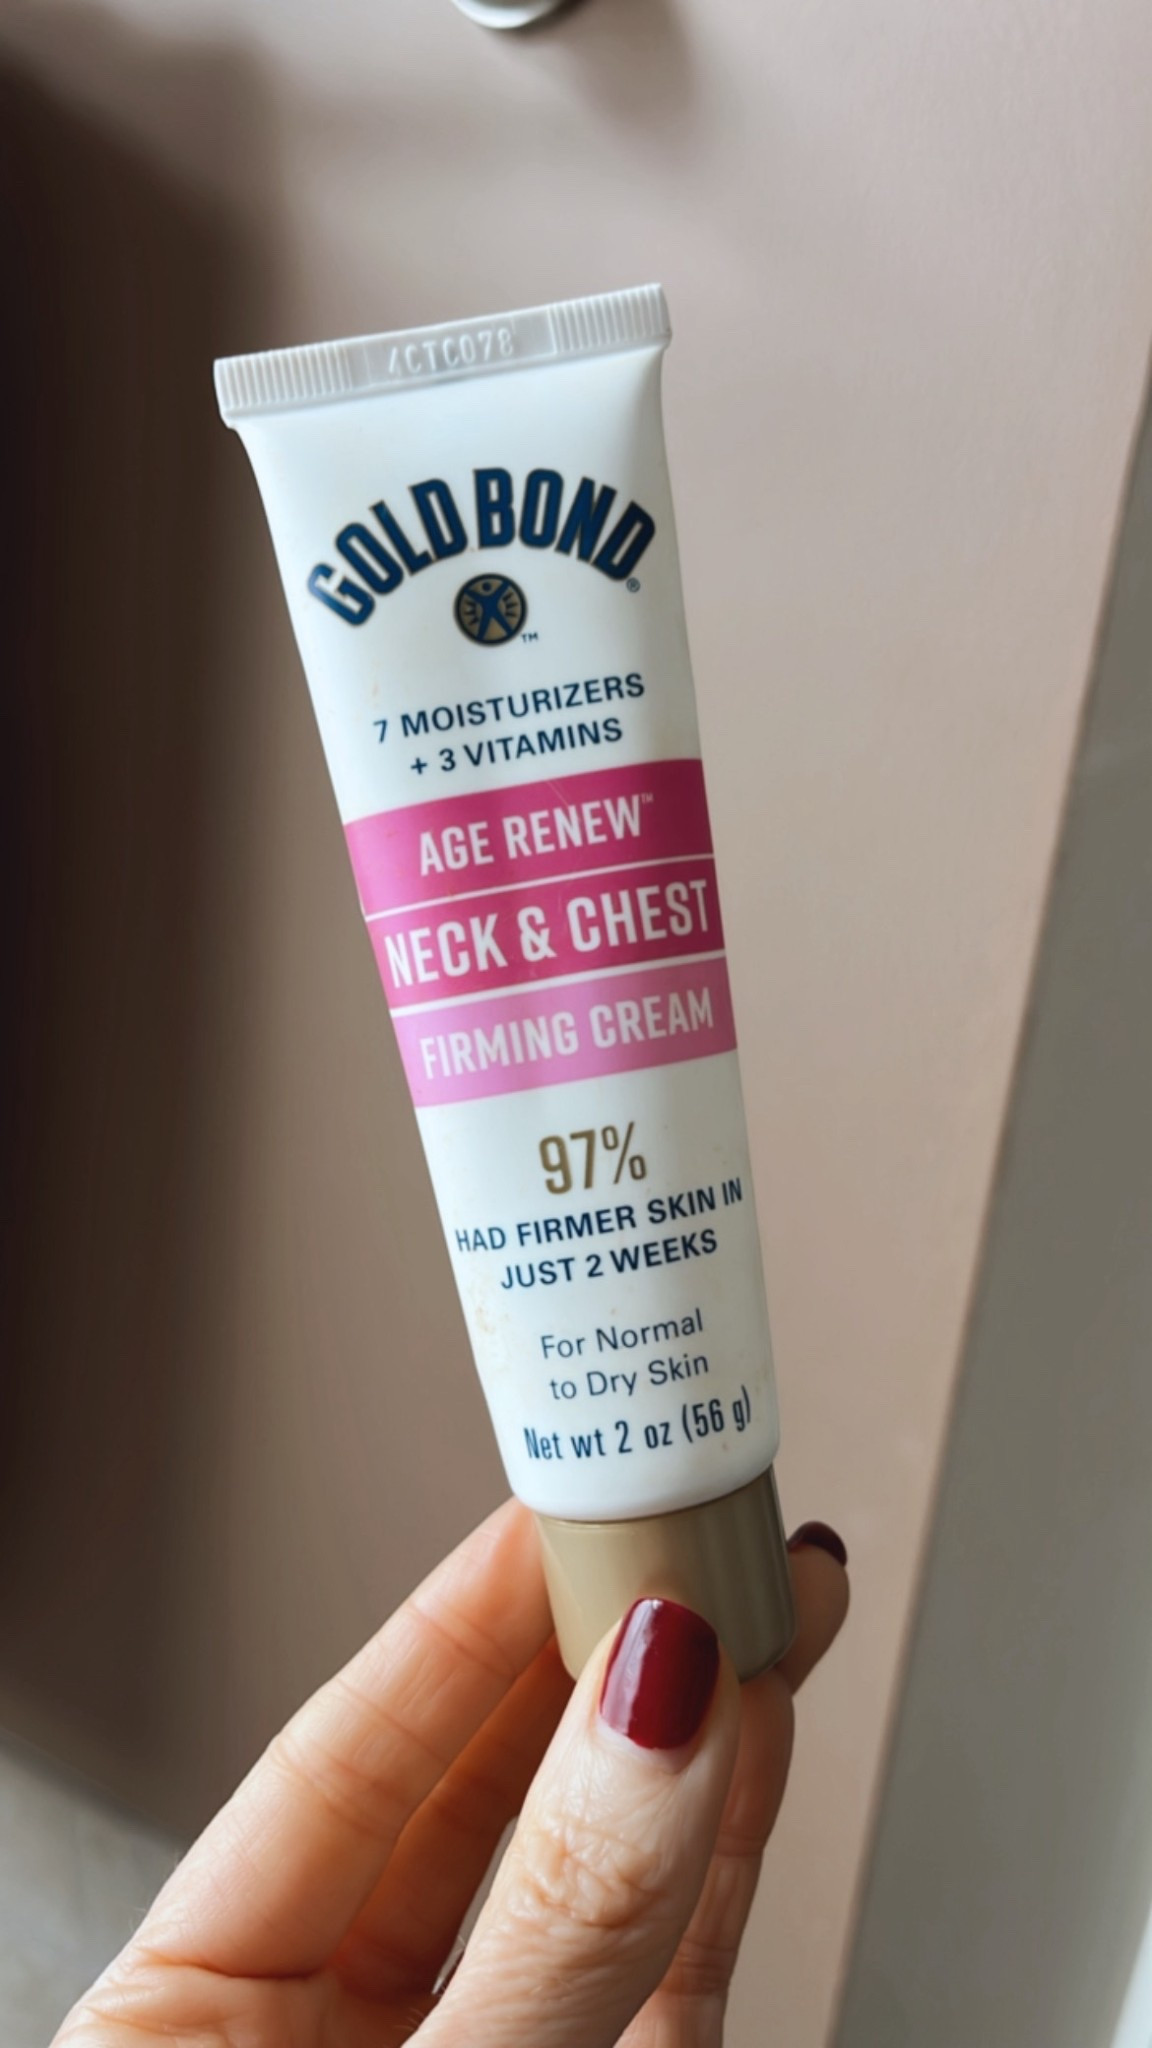 4CTC078
GOLD BOND®
™
7 MOISTURIZERS
+ 3 VITAMINS
AGE RENEW™
NECK & CHEST
FIRMING CREAM
97%
HAD FIRMER SKIN IN
JUST 2 WEEKS
For Normal
to Dry Skin
Net wt 2 oz (56 g)